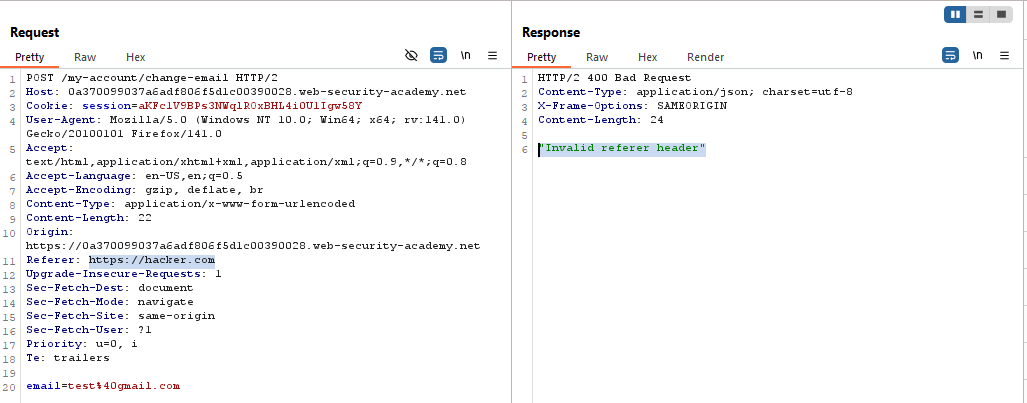 Request
Pretty Raw Hex \n
1 POST /my-account/change-email HTTP/2
2 Host: 0a370099037a6adf806f5d1c00390028.web-security-academy.net
3 Cookie: session=aKFc1V9BPs3NWq1R0xBHL4i0UlIgw58Y
4 User-Agent: Mozilla/5.0 (Windows NT 10.0; Win64; x64; rv:141.0)
Gecko/20100101 Firefox/141.0
5 Accept:
text/html,application/xhtml+xml,application/xml;q=0.9,*/*;q=0.8
6 Accept-Language: en-US,en;q=0.5
7 Accept-Encoding: gzip, deflate, br
8 Content-Type: application/x-www-form-urlencoded
9 Content-Length: 22
10 Origin:
https://0a370099037a6adf806f5d1c00390028.web-security-academy.net
11 Referer: https://hacker.com
12 Upgrade-Insecure-Requests: 1
13 Sec-Fetch-Dest: document
14 Sec-Fetch-Mode: navigate
15 Sec-Fetch-Site: same-origin
16 Sec-Fetch-User: ?1
17 Priority: u=0, i
18 Te: trailers
19
20 email=test%40gmail.com
Response
Pretty Raw Hex Render \n
1 HTTP/2 400 Bad Request
2 Content-Type: application/json; charset=utf-8
3 X-Frame-Options: SAMEORIGIN
4 Content-Length: 24
5
6 "Invalid referer header"